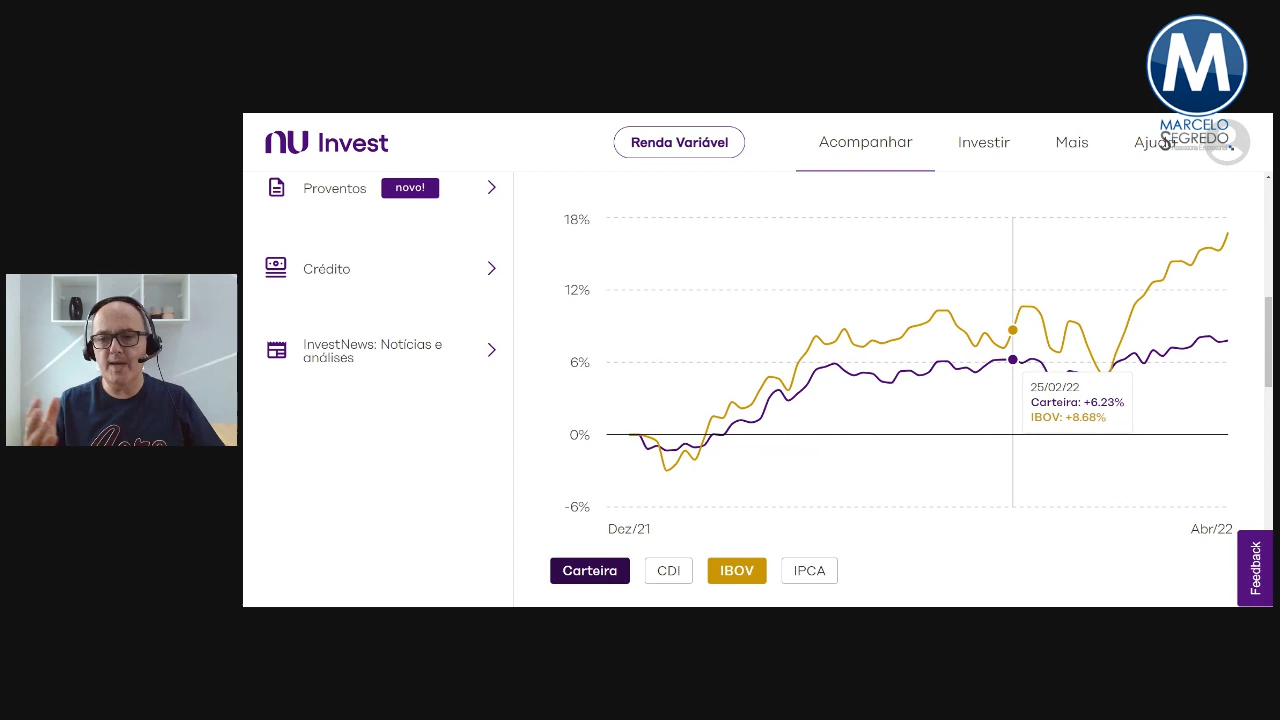 M
MARCELO
SEGREDO
nu Invest
Renda Variável
Acompanhar
Investir
Mais
Ajuda
Proventos
novo!
Crédito
InvestNews: Notícias e
análises
18%
12%
6%
0%
-6%
25/02/22
Carteira: +6.23%
IBOV: +8.68%
Dez/21
Abr/22
Carteira
CDI
IBOV
IPCA
Feedback